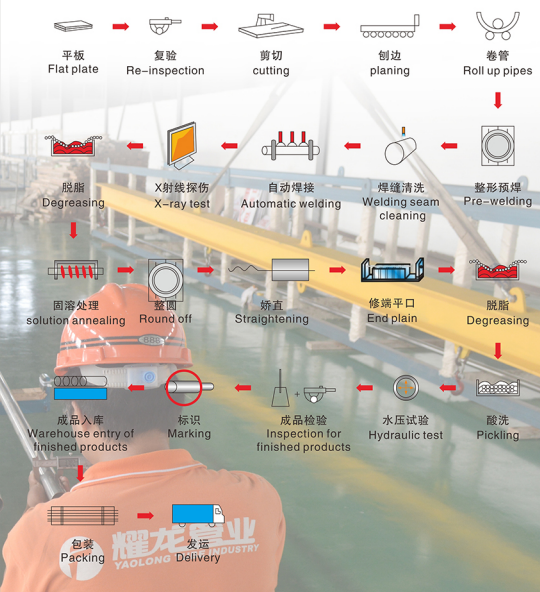 平板
Flat plate
复验
Re-inspection
剪切
cutting
刨边
planing
卷管
Roll up pipes
脱脂
Degreasing
X射线探伤
X-ray test
自动焊接
Automatic welding
焊缝清洗
Welding seam
cleaning
整形预焊
Pre-welding
固溶处理
solution annealing
整圆
Round off
娇直
Straightening
修端平口
End plain
脱脂
Degreasing
成品入库
Warehouse entry of
finished products
标识
Marking
成品检验
Inspection for
finished products
水压试验
Hydraulic test
酸洗
Pickling
包装
Packing
发运
Delivery
耀龙管业
YAOLONG INDUSTRY